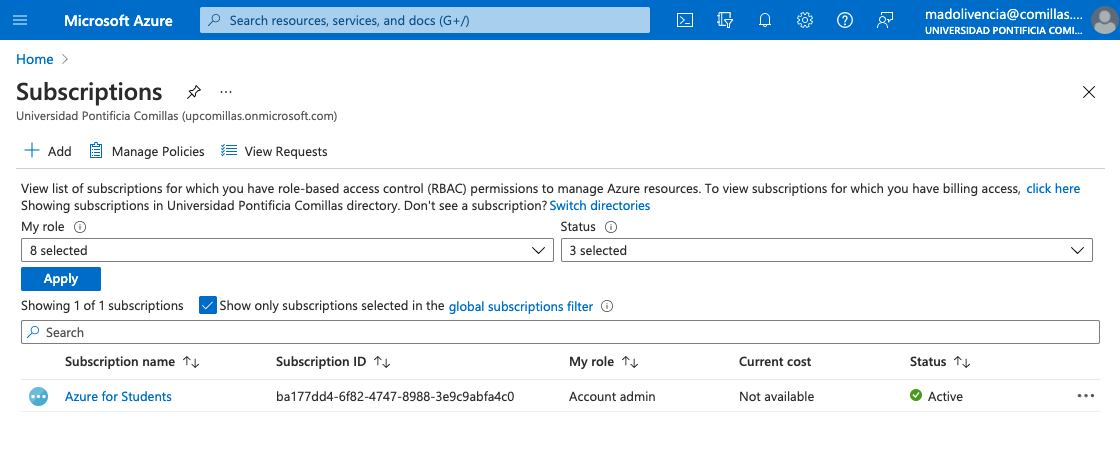 Microsoft Azure
Search resources, services, and docs (G+/)
madolivencia@comillas....
UNIVERSIDAD PONTIFICIA COMI...
Home
Subscriptions
Universidad Pontificia Comillas (upcomillas.onmicrosoft.com)
Add Manage Policies View Requests
View list of subscriptions for which you have role-based access control (RBAC) permissions to manage Azure resources. To view subscriptions for which you have billing access, click here
Showing subscriptions in Universidad Pontificia Comillas directory. Don't see a subscription? Switch directories
My role Status
8 selected 3 selected
Apply
Showing 1 of 1 subscriptions Show only subscriptions selected in the global subscriptions filter
Search
Subscription name Subscription ID My role Current cost Status
Azure for Students ba177dd4-6f82-4747-8988-3e9c9abfa4c0 Account admin Not available Active